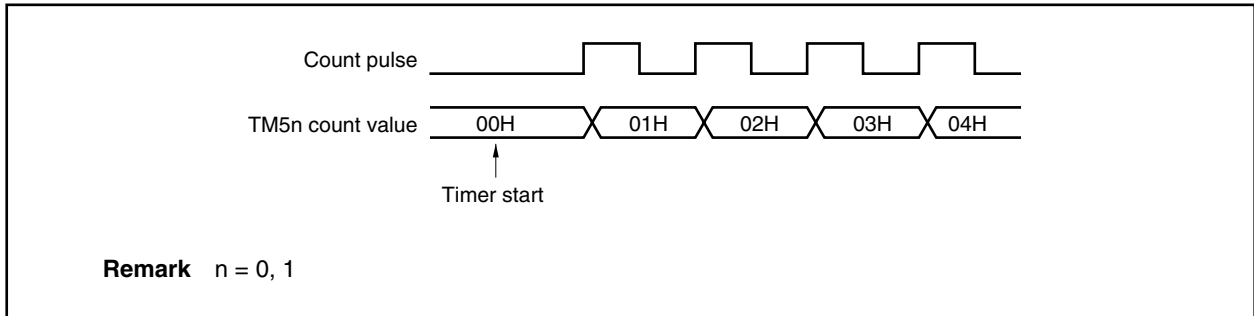 Count pulse
TM5n count value 00H 01H 02H 03H 04H
Timer start
Remark n = 0, 1